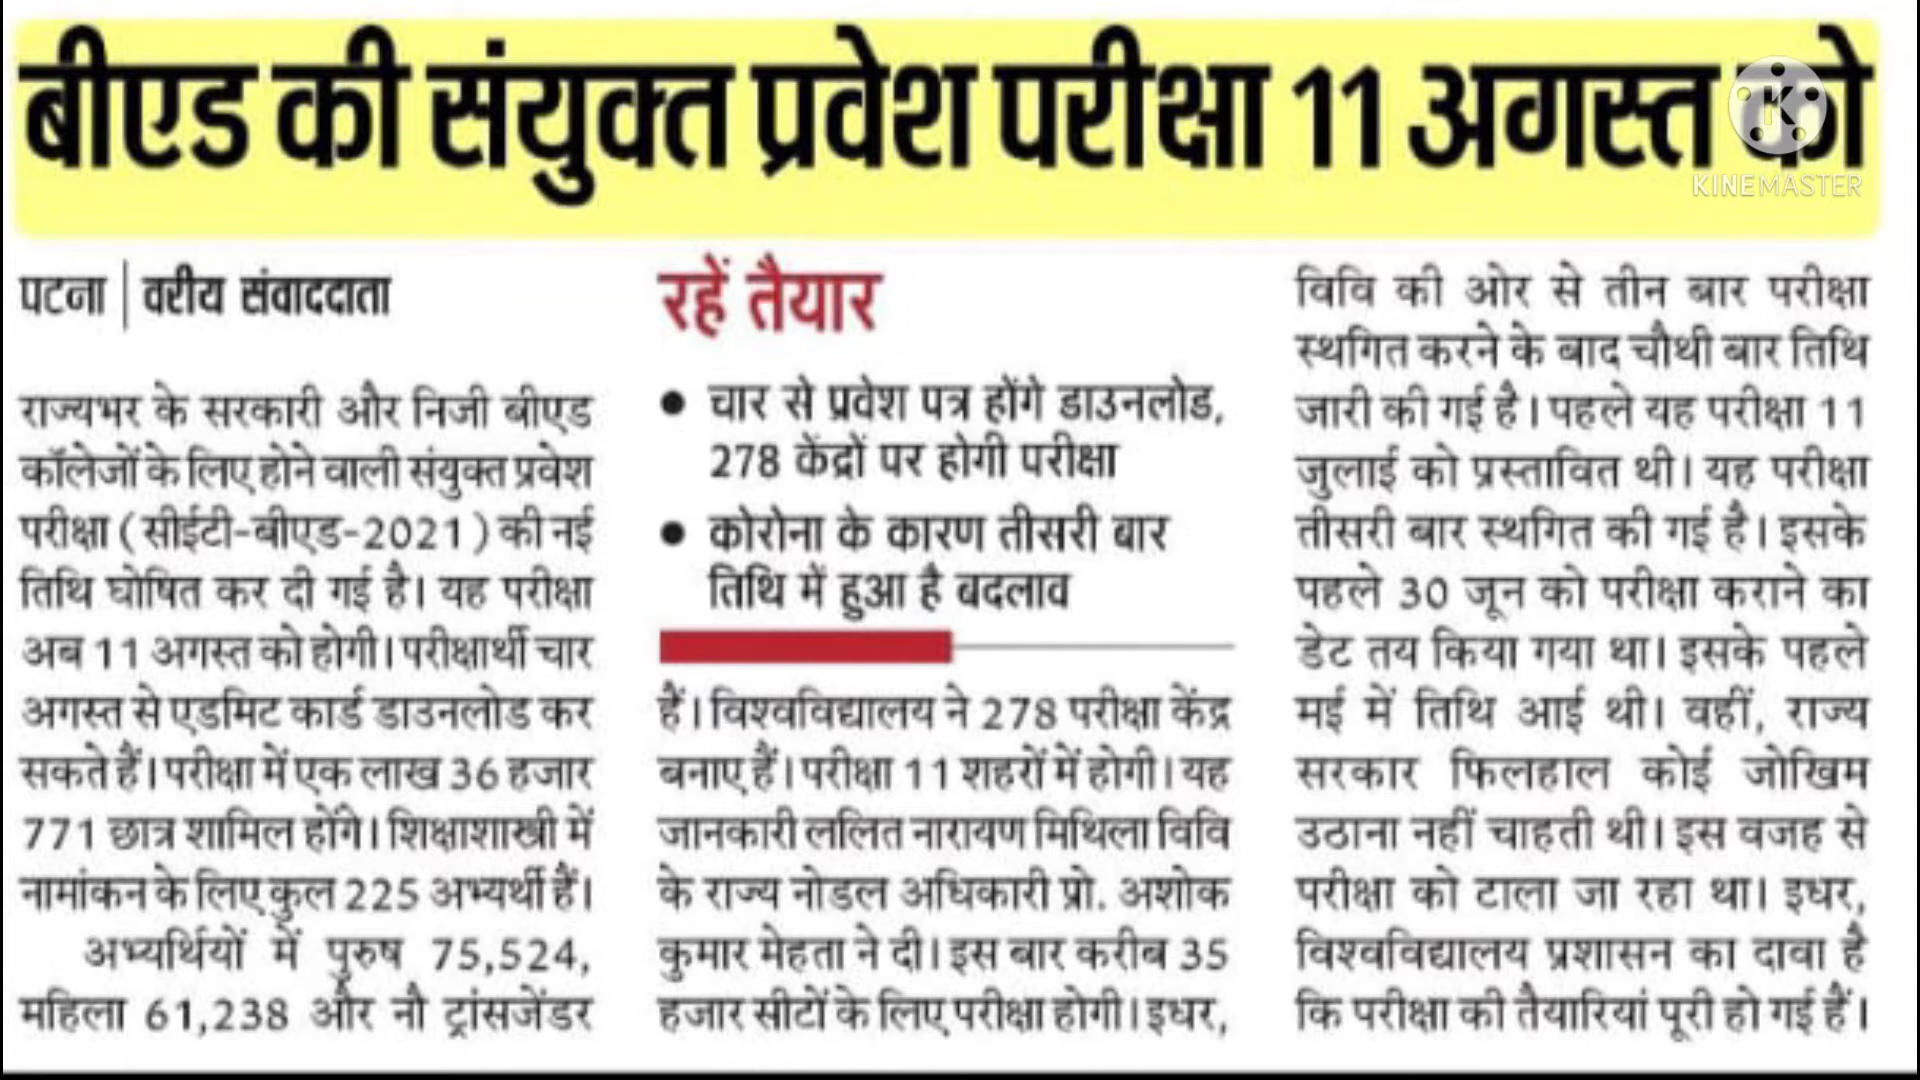 बीएड की संयुक्त प्रवेश परीक्षा 11 अगस्त को
KINEMASTER
पटना | वरीय संवाददाता
राज्यभर के सरकारी और निजी बीएड
कॉलेजों के लिए होने वाली संयुक्त प्रवेश
परीक्षा (सीईटी-बीएड-2021) की नई
तिथि घोषित कर दी गई है। यह परीक्षा
अब 11 अगस्त को होगी। परीक्षार्थी चार
अगस्त से एडमिट कार्ड डाउनलोड कर
सकते हैं। परीक्षा में एक लाख 36 हजार
771 छात्र शामिल होंगे। शिक्षाशास्त्री में
नामांकन के लिए कुल 225 अभ्यर्थी हैं।
अभ्यर्थियों में पुरुष 75,524,
महिला 61,238 और नौ ट्रांसजेंडर
रहें तैयार
● चार से प्रवेश पत्र होंगे डाउनलोड,
278 केंद्रों पर होगी परीक्षा
● कोरोना के कारण तीसरी बार
तिथि में हुआ है बदलाव
हैं। विश्वविद्यालय ने 278 परीक्षा केंद्र
बनाए हैं। परीक्षा 11 शहरों में होगी। यह
जानकारी ललित नारायण मिथिला विवि
के राज्य नोडल अधिकारी प्रो. अशोक
कुमार मेहता ने दी। इस बार करीब 35
हजार सीटों के लिए परीक्षा होगी। इधर,
विवि की ओर से तीन बार परीक्षा
स्थगित करने के बाद चौथी बार तिथि
जारी की गई है। पहले यह परीक्षा 11
जुलाई को प्रस्तावित थी। यह परीक्षा
तीसरी बार स्थगित की गई है। इसके
पहले 30 जून को परीक्षा कराने का
डेट तय किया गया था। इसके पहले
मई में तिथि आई थी। वहीं, राज्य
सरकार फिलहाल कोई जोखिम
उठाना नहीं चाहती थी। इस वजह से
परीक्षा को टाला जा रहा था। इधर,
विश्वविद्यालय प्रशासन का दावा है
कि परीक्षा की तैयारियां पूरी हो गई हैं।